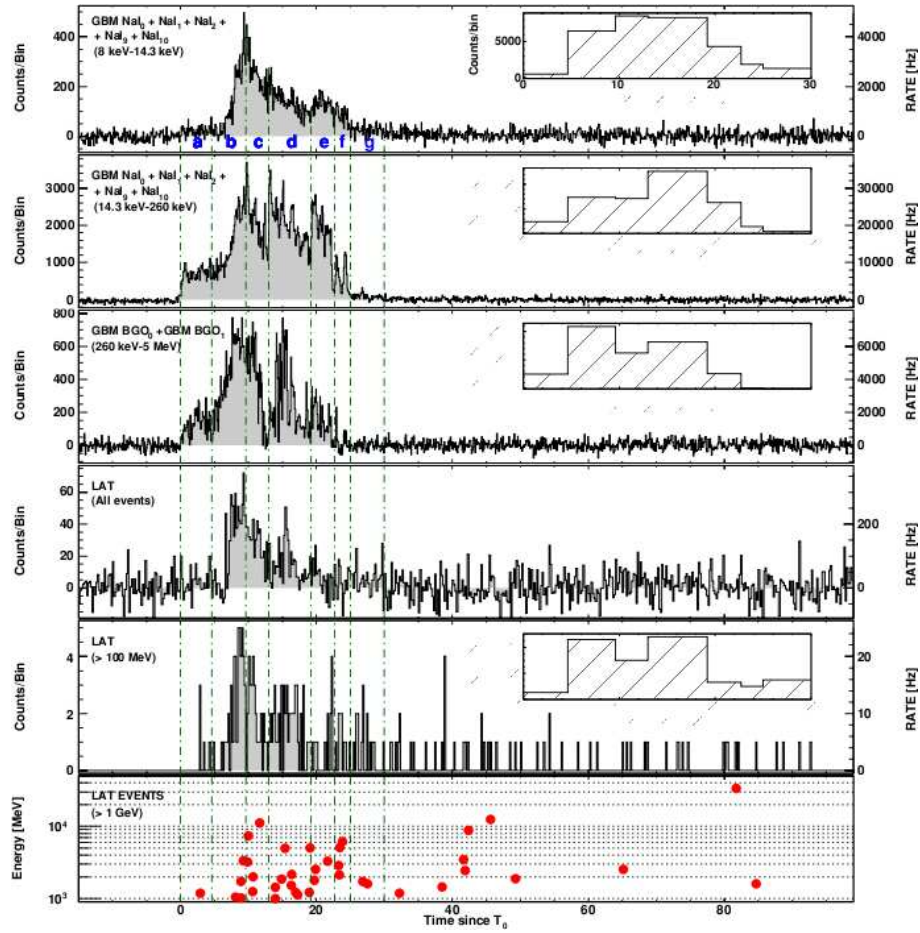 GBM NaI0 + NaI1 + NaI2 +
+ NaI9 + NaI10
(8 keV-14.3 keV)
Counts/Bin
400
200
0
4000
2000
0
RATE [Hz]
Counts/Bin
5000
0
0 10 20 30
a b c d e f g
GBM NaI0 + NaI1 + NaI2 +
+ NaI9 + NaI10
(14.3 keV-260 keV)
Counts/Bin
3000
2000
1000
0
30000
20000
10000
0
RATE [Hz]
GBM BGO0 +GBM BGO1
(260 keV-5 MeV)
Counts/Bin
800
600
400
200
0
6000
4000
2000
0
RATE [Hz]
LAT
(All events)
Counts/Bin
60
40
20
0
200
0
RATE [Hz]
LAT
(> 100 MeV)
Counts/Bin
4
2
0
20
10
0
RATE [Hz]
LAT EVENTS
(> 1 GeV)
Energy [MeV]
10^4
10^3
0 20 40 60 80
Time since T0